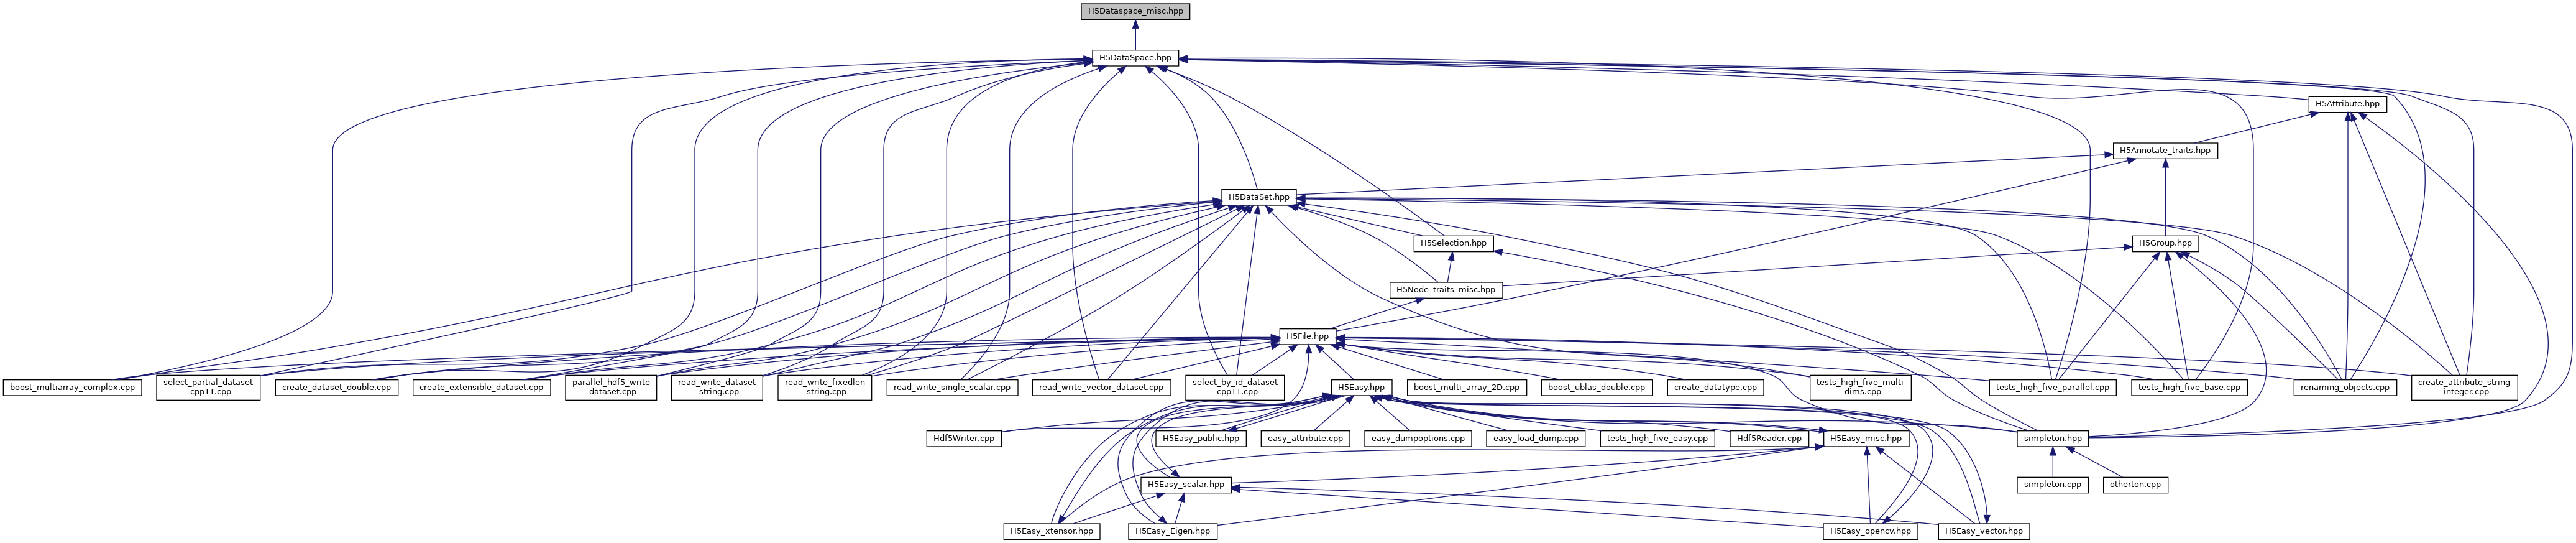 H5Dataspace_misc.hpp
H5DataSpace.hpp
H5Attribute.hpp
H5Annotate_traits.hpp
H5DataSet.hpp
H5Selection.hpp
H5Group.hpp
H5Node_traits_misc.hpp
H5File.hpp
boost_multiarray_complex.cpp
select_partial_dataset
_cpp11.cpp
create_dataset_double.cpp
create_extensible_dataset.cpp
parallel_hdf5_write
_dataset.cpp
read_write_dataset
_string.cpp
read_write_fixedlen
_string.cpp
read_write_single_scalar.cpp
read_write_vector_dataset.cpp
select_by_id_dataset
_cpp11.cpp
H5Easy.hpp
boost_multi_array_2D.cpp
boost_ublas_double.cpp
create_datatype.cpp
tests_high_five_multi
_dims.cpp
tests_high_five_parallel.cpp
tests_high_five_base.cpp
renaming_objects.cpp
create_attribute_string
_integer.cpp
Hdf5Writer.cpp
H5Easy_public.hpp
easy_attribute.cpp
easy_dumpoptions.cpp
easy_load_dump.cpp
tests_high_five_easy.cpp
Hdf5Reader.cpp
H5Easy_misc.hpp
simpleton.hpp
H5Easy_scalar.hpp
simpleton.cpp
otherton.cpp
H5Easy_xtensor.hpp
H5Easy_Eigen.hpp
H5Easy_opencv.hpp
H5Easy_vector.hpp